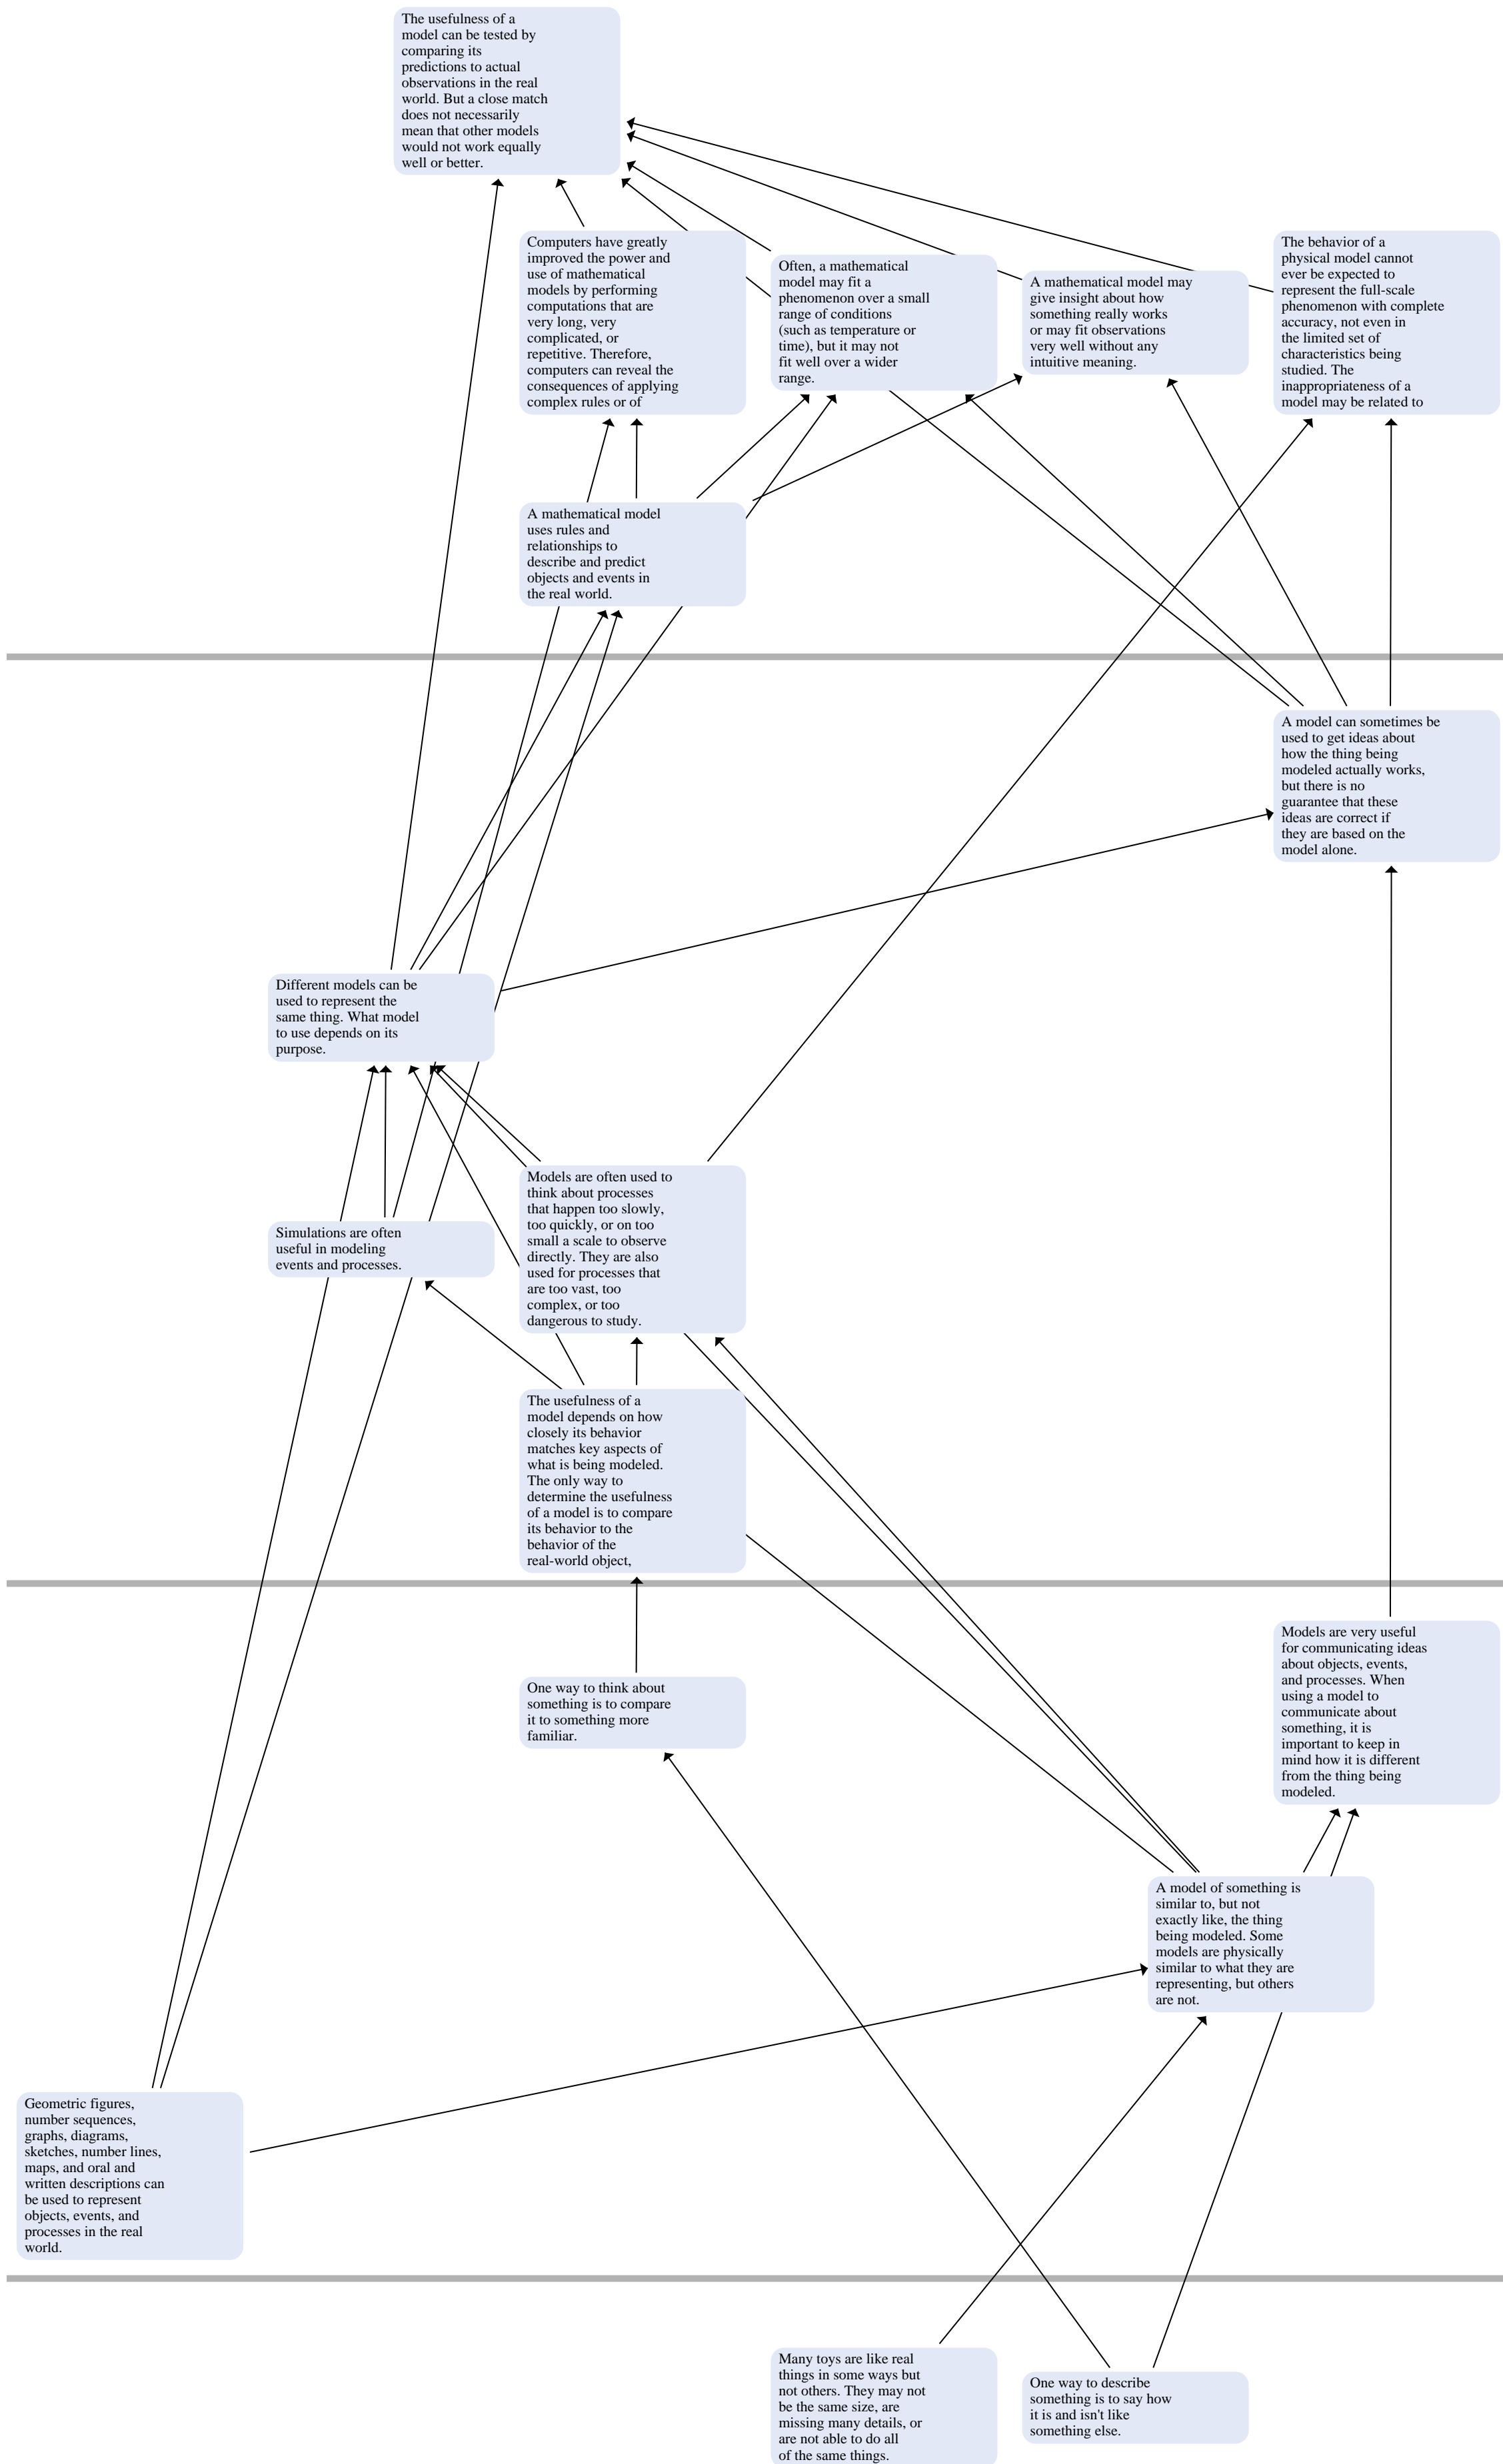 The usefulness of a
model can be tested by
comparing its
predictions to actual
observations in the real
world. But a close match
does not necessarily
mean that other models
would not work equally
well or better.
Computers have greatly
improved the power and
use of mathematical
models by performing
computations that are
very long, very
complicated, or
repetitive. Therefore,
computers can reveal the
consequences of applying
complex rules or of
Often, a mathematical
model may fit a
phenomenon over a small
range of conditions
(such as temperature or
time), but it may not
fit well over a wider
range.
A mathematical model may
give insight about how
something really works
or may fit observations
very well without any
intuitive meaning.
The behavior of a
physical model cannot
ever be expected to
represent the full-scale
phenomenon with complete
accuracy, not even in
the limited set of
characteristics being
studied. The
inappropriateness of a
model may be related to
A mathematical model
uses rules and
relationships to
describe and predict
objects and events in
the real world.
A model can sometimes be
used to get ideas about
how the thing being
modeled actually works,
but there is no
guarantee that these
ideas are correct if
they are based on the
model alone.
Different models can be
used to represent the
same thing. What model
to use depends on its
purpose.
Models are often used to
think about processes
that happen too slowly,
too quickly, or on too
small a scale to observe
directly. They are also
used for processes that
are too vast, too
complex, or too
dangerous to study.
Simulations are often
useful in modeling
events and processes.
The usefulness of a
model depends on how
closely its behavior
matches key aspects of
what is being modeled.
The only way to
determine the usefulness
of a model is to compare
its behavior to the
behavior of the
real-world object,
One way to think about
something is to compare
it to something more
familiar.
Models are very useful
for communicating ideas
about objects, events,
and processes. When
using a model to
communicate about
something, it is
important to keep in
mind how it is different
from the thing being
modeled.
A model of something is
similar to, but not
exactly like, the thing
being modeled. Some
models are physically
similar to what they are
representing, but others
are not.
Geometric figures,
number sequences,
graphs, diagrams,
sketches, number lines,
maps, and oral and
written descriptions can
be used to represent
objects, events, and
processes in the real
world.
Many toys are like real
things in some ways but
not others. They may not
be the same size, are
missing many details, or
are not able to do all
of the same things.
One way to describe
something is to say how
it is and isn't like
something else.